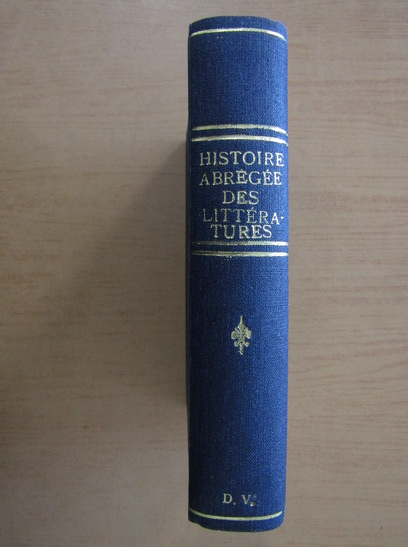 HISTOIRE
ABRÉGÉE
DES
LITTÉRA-
TURES
D. V.